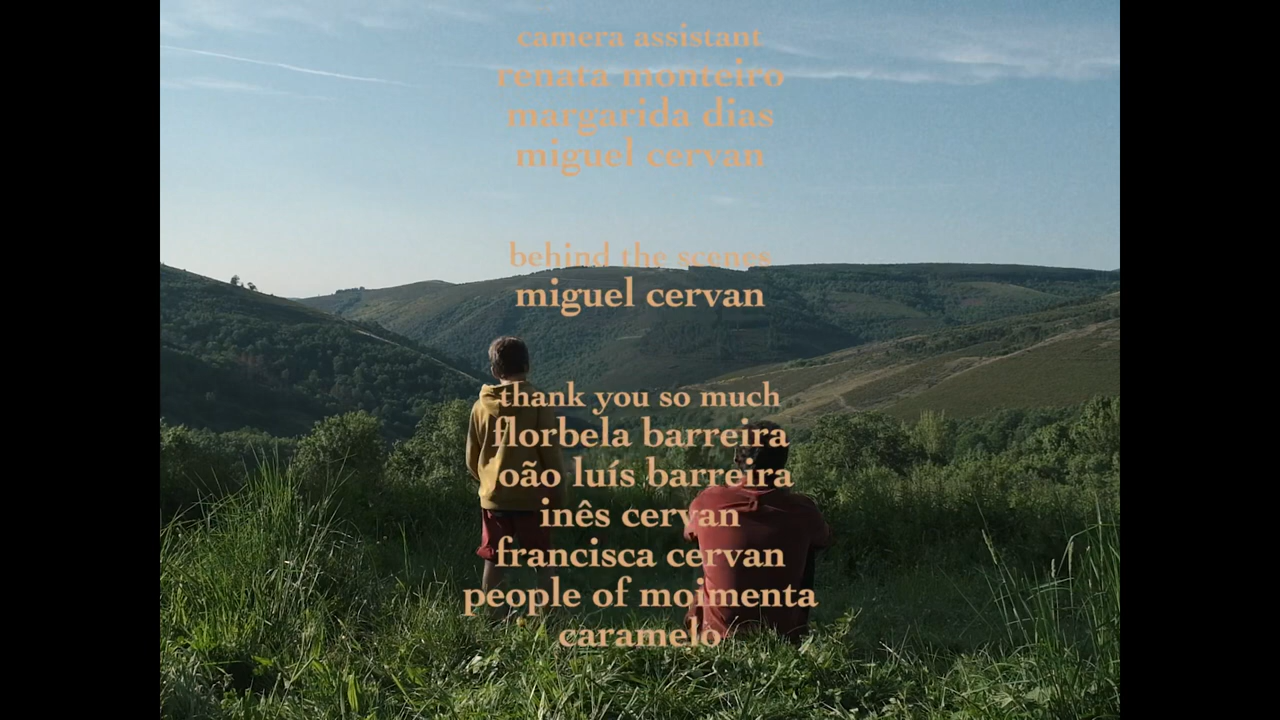 camera assistant
renata monteiro
margarida dias
miguel cervan
behind the scenes
miguel cervan
thank you so much
florbela barreira
oão luís barreira
inês cervan
francisca cervan
people of moimenta
caramelo